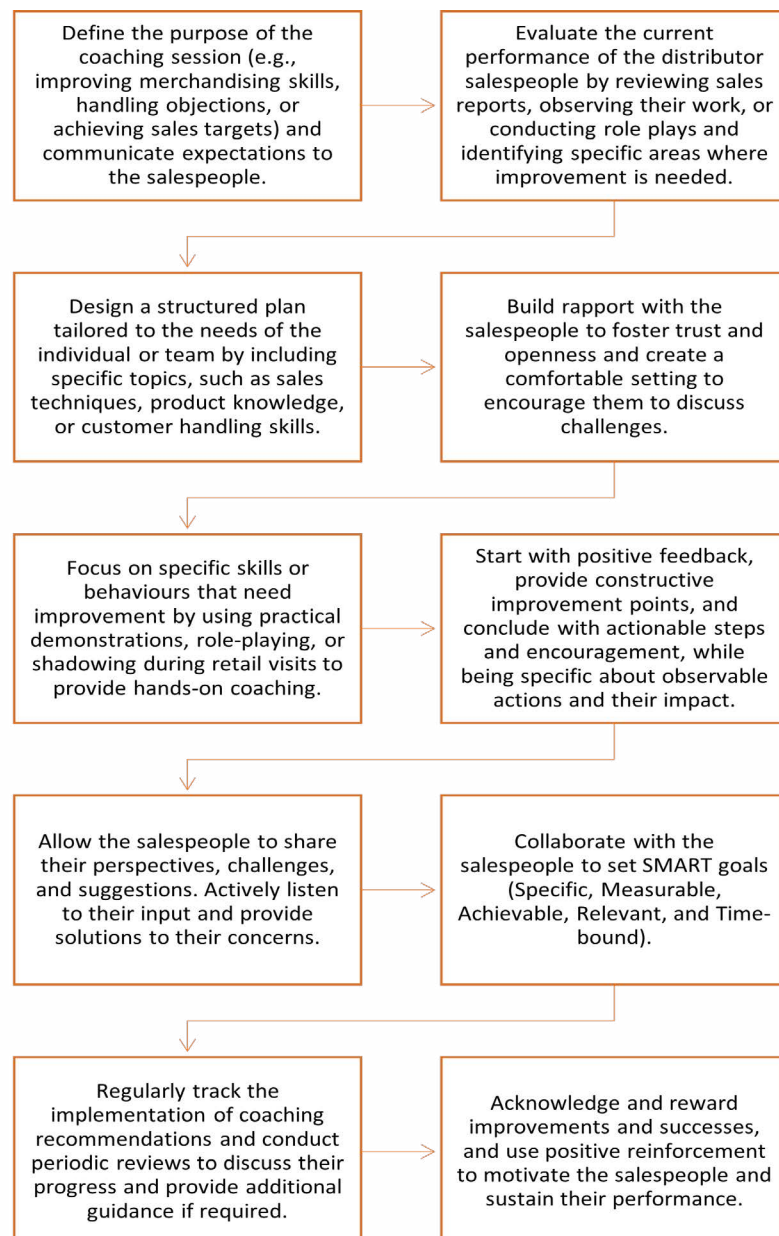 Define the purpose of the
coaching session (e.g.,
improving merchandising skills,
handling objections, or
achieving sales targets) and
communicate expectations to
the salespeople.
Evaluate the current
performance of the distributor
salespeople by reviewing sales
reports, observing their work, or
conducting role plays and
identifying specific areas where
improvement is needed.
Design a structured plan
tailored to the needs of the
individual or team by including
specific topics, such as sales
techniques, product knowledge,
or customer handling skills.
Build rapport with the
salespeople to foster trust and
openness and create a
comfortable setting to
encourage them to discuss
challenges.
Focus on specific skills or
behaviours that need
improvement by using practical
demonstrations, role-playing, or
shadowing during retail visits to
provide hands-on coaching.
Start with positive feedback,
provide constructive
improvement points, and
conclude with actionable steps
and encouragement, while
being specific about observable
actions and their impact.
Allow the salespeople to share
their perspectives, challenges,
and suggestions. Actively listen
to their input and provide
solutions to their concerns.
Collaborate with the
salespeople to set SMART goals
(Specific, Measurable,
Achievable, Relevant, and Time-
bound).
Regularly track the
implementation of coaching
recommendations and conduct
periodic reviews to discuss their
progress and provide additional
guidance if required.
Acknowledge and reward
improvements and successes,
and use positive reinforcement
to motivate the salespeople and
sustain their performance.